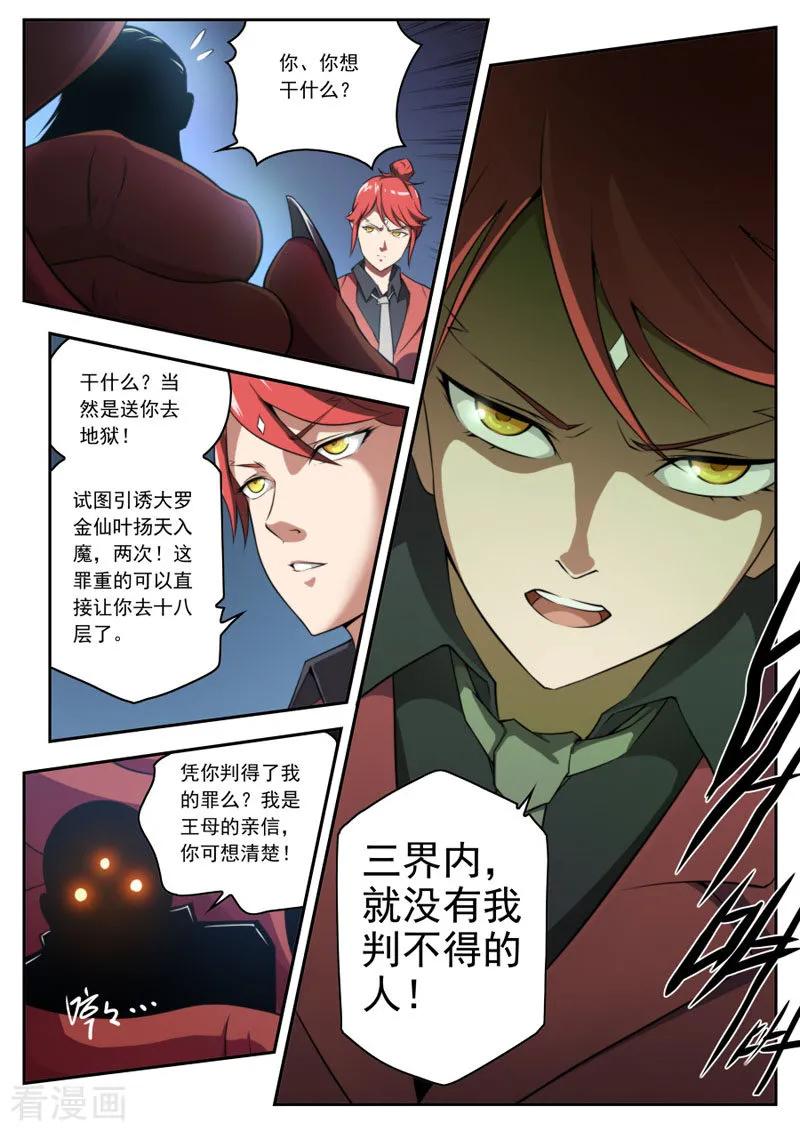 你、你想
干什么？
干什么？当
然是送你去
地狱！
试图引诱大罗
金仙叶扬天入
魔，两次！这
罪重的可以直
接让你去十八
层了。
凭你判得了我
的罪么？我是
王母的亲信，
你可想清楚！
哼々…
三界内，
就没有我
判不得的
人！
看漫画